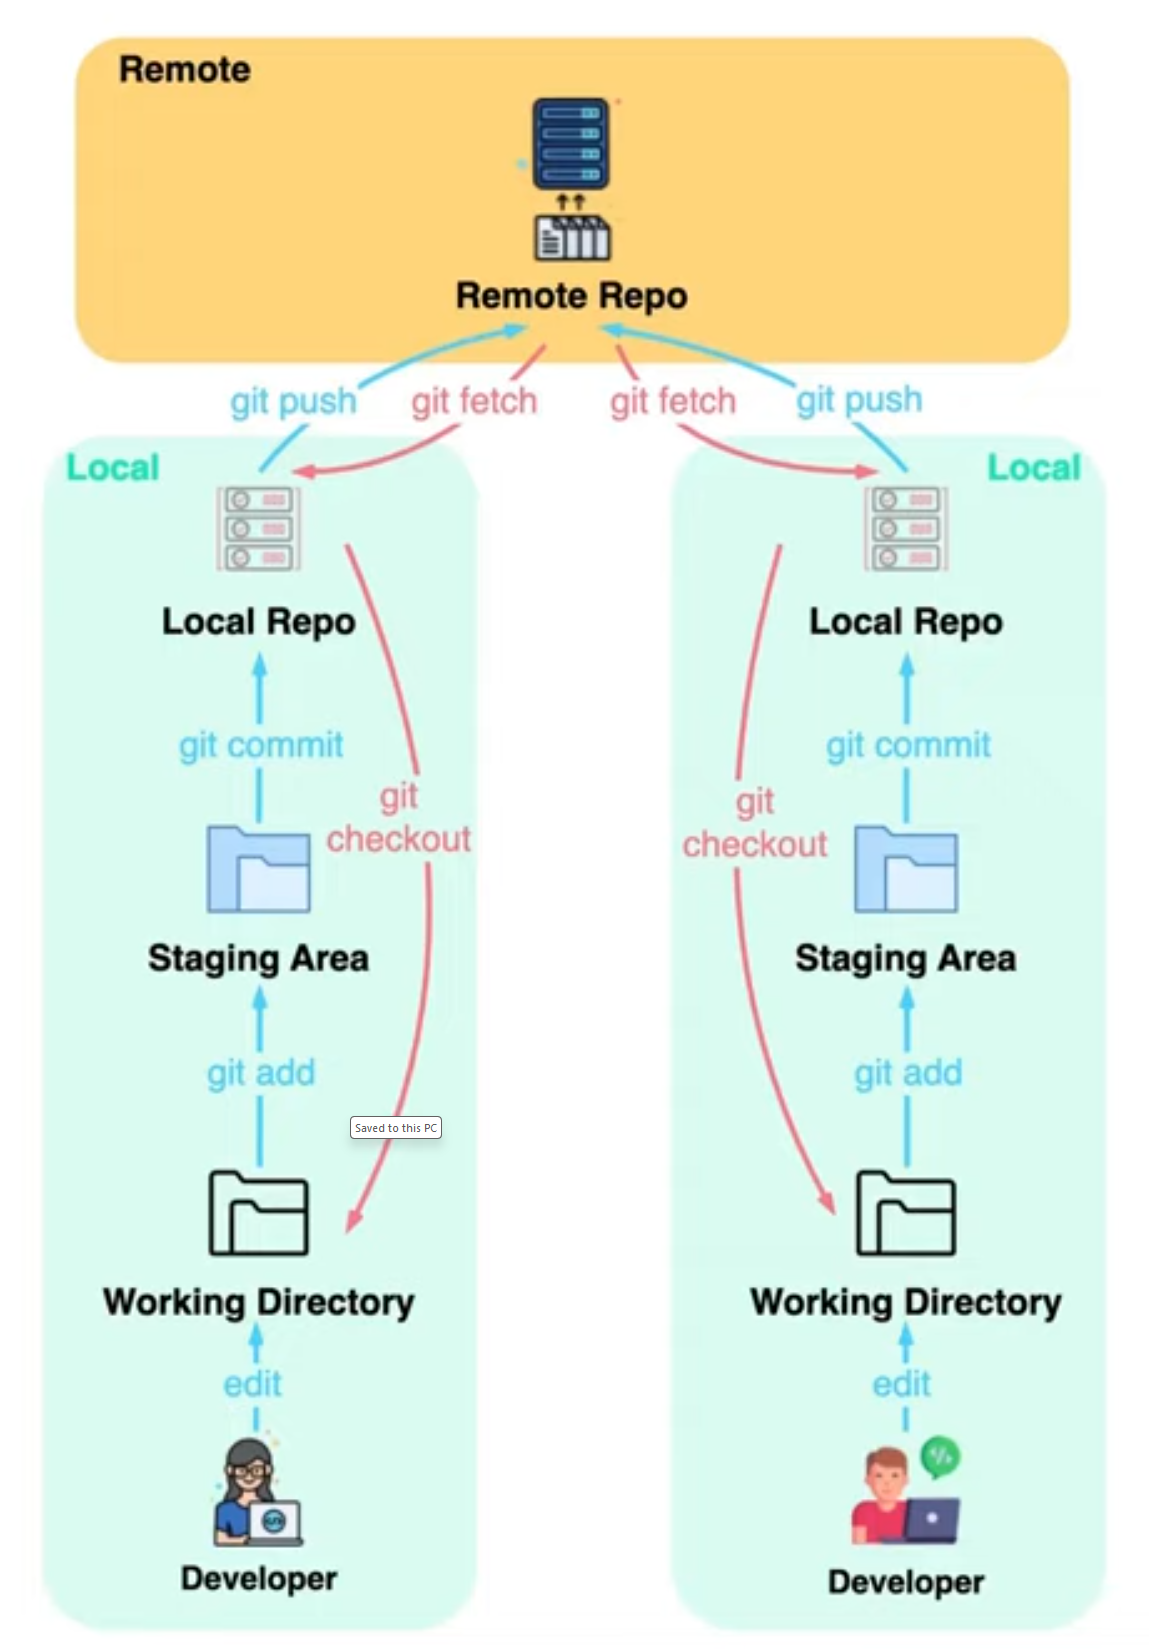 Remote
Remote Repo
git push
git fetch
git fetch
git push
Local
Local
Local Repo
Local Repo
git commit
git commit
git
checkout
git
checkout
Staging Area
Staging Area
git add
git add
Saved to this PC
Working Directory
Working Directory
edit
edit
</>
Developer
Developer